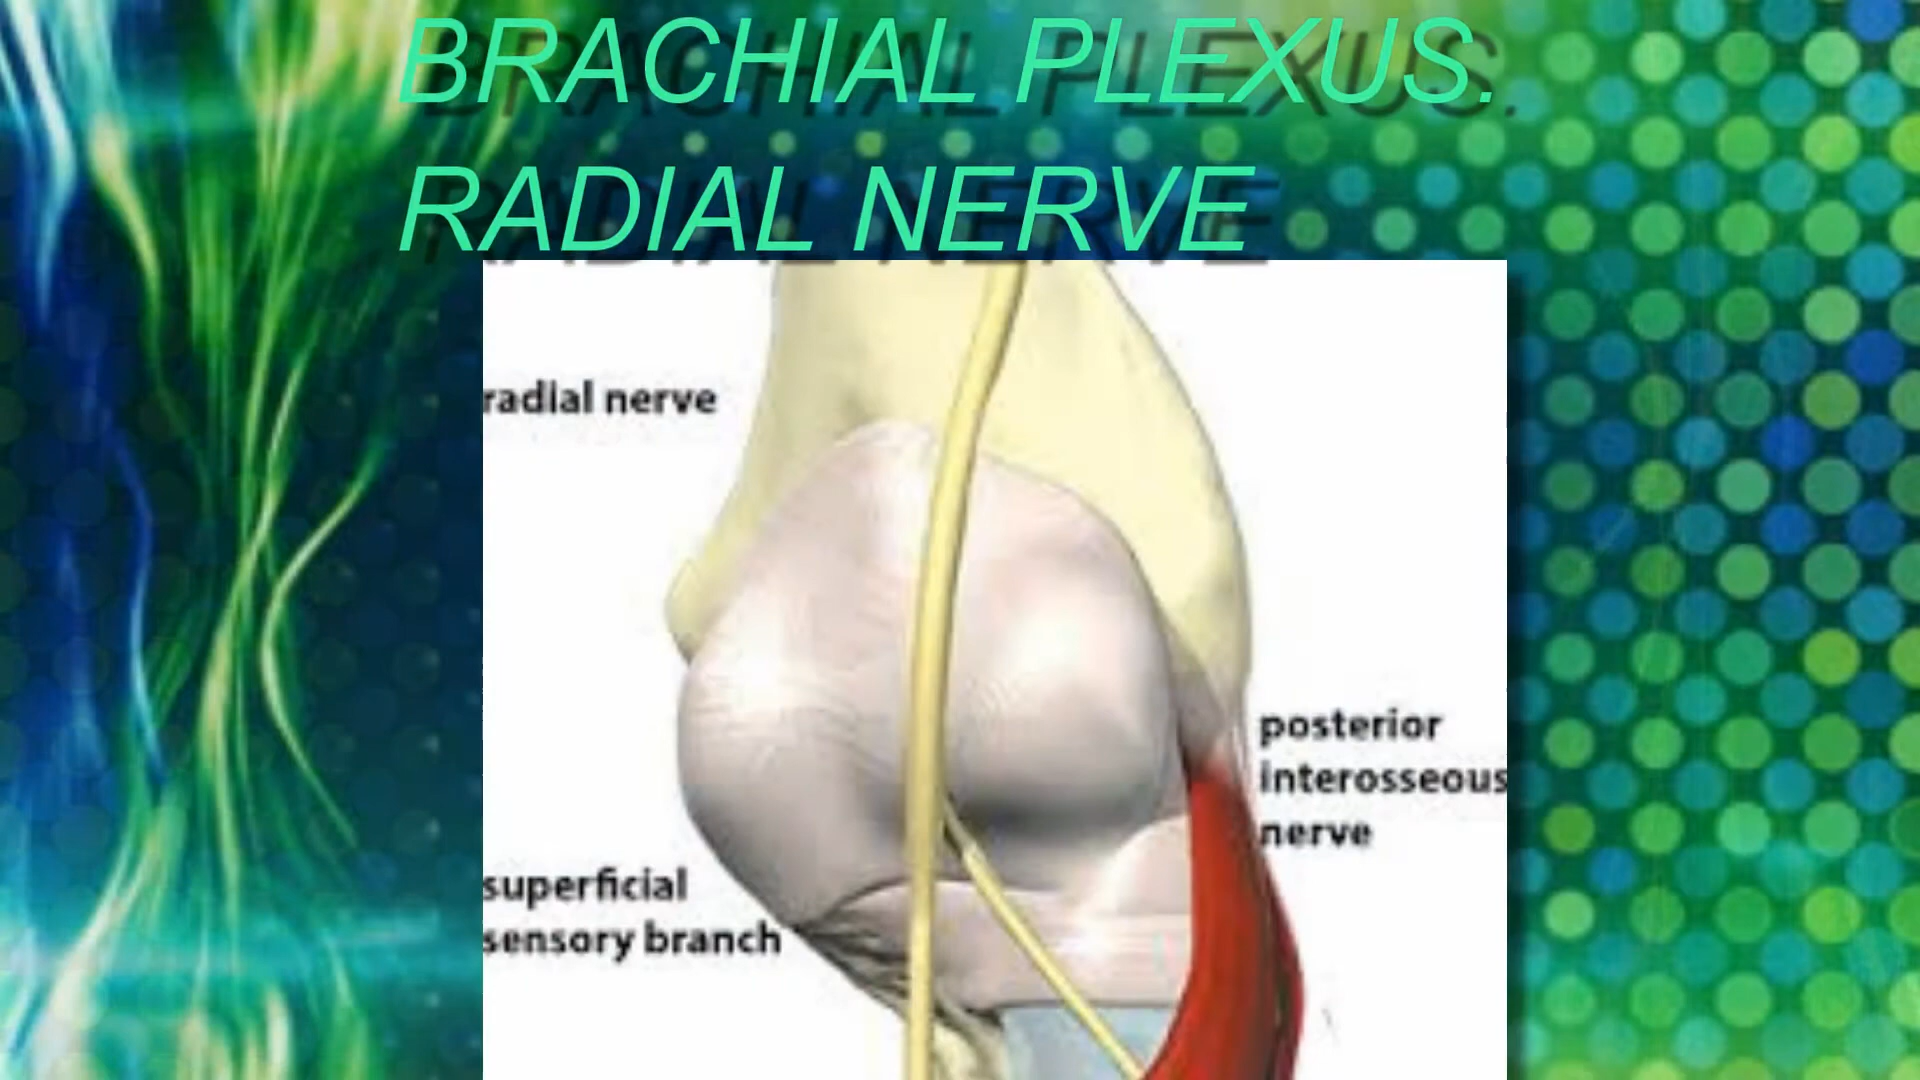 BRACHIAL PLEXUS.
RADIAL NERVE
radial nerve
posterior
interosseous
nerve
superficial
sensory branch